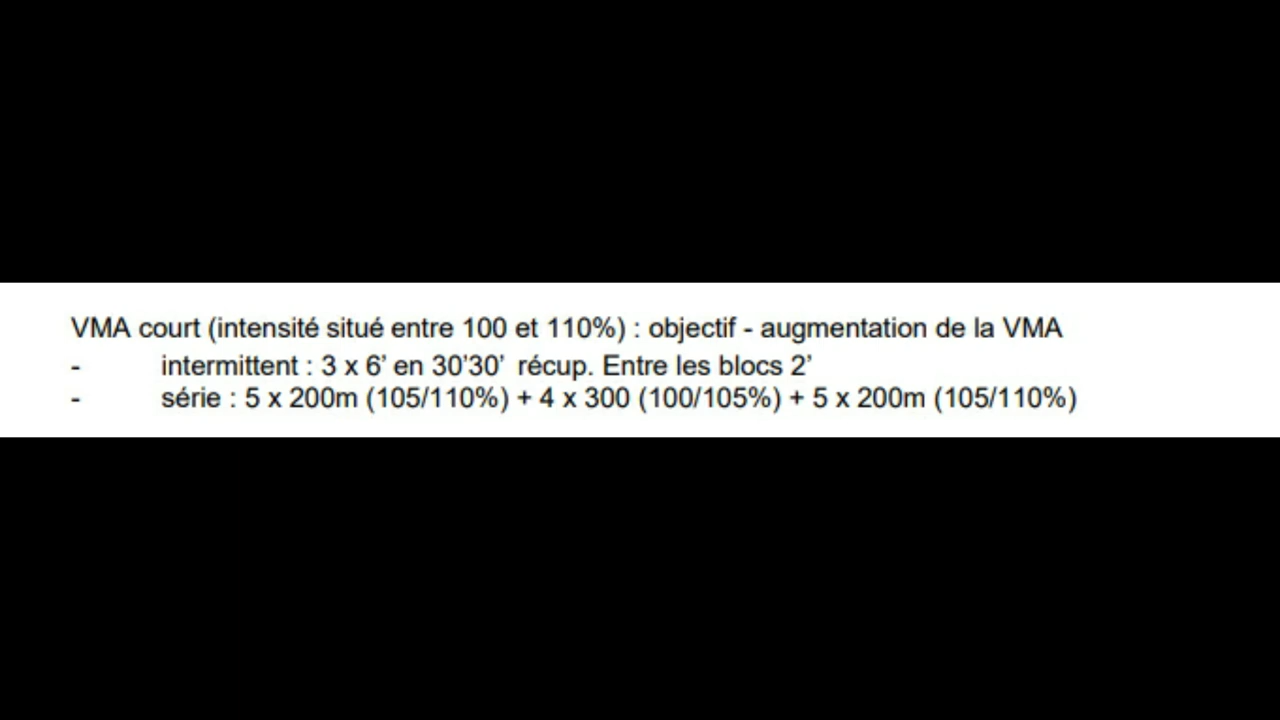 VMA court (intensité situé entre 100 et 110%) : objectif - augmentation de la VMA
- intermittent : 3 x 6’ en 30’30’ récup. Entre les blocs 2’
- série : 5 x 200m (105/110%) + 4 x 300 (100/105%) + 5 x 200m (105/110%)